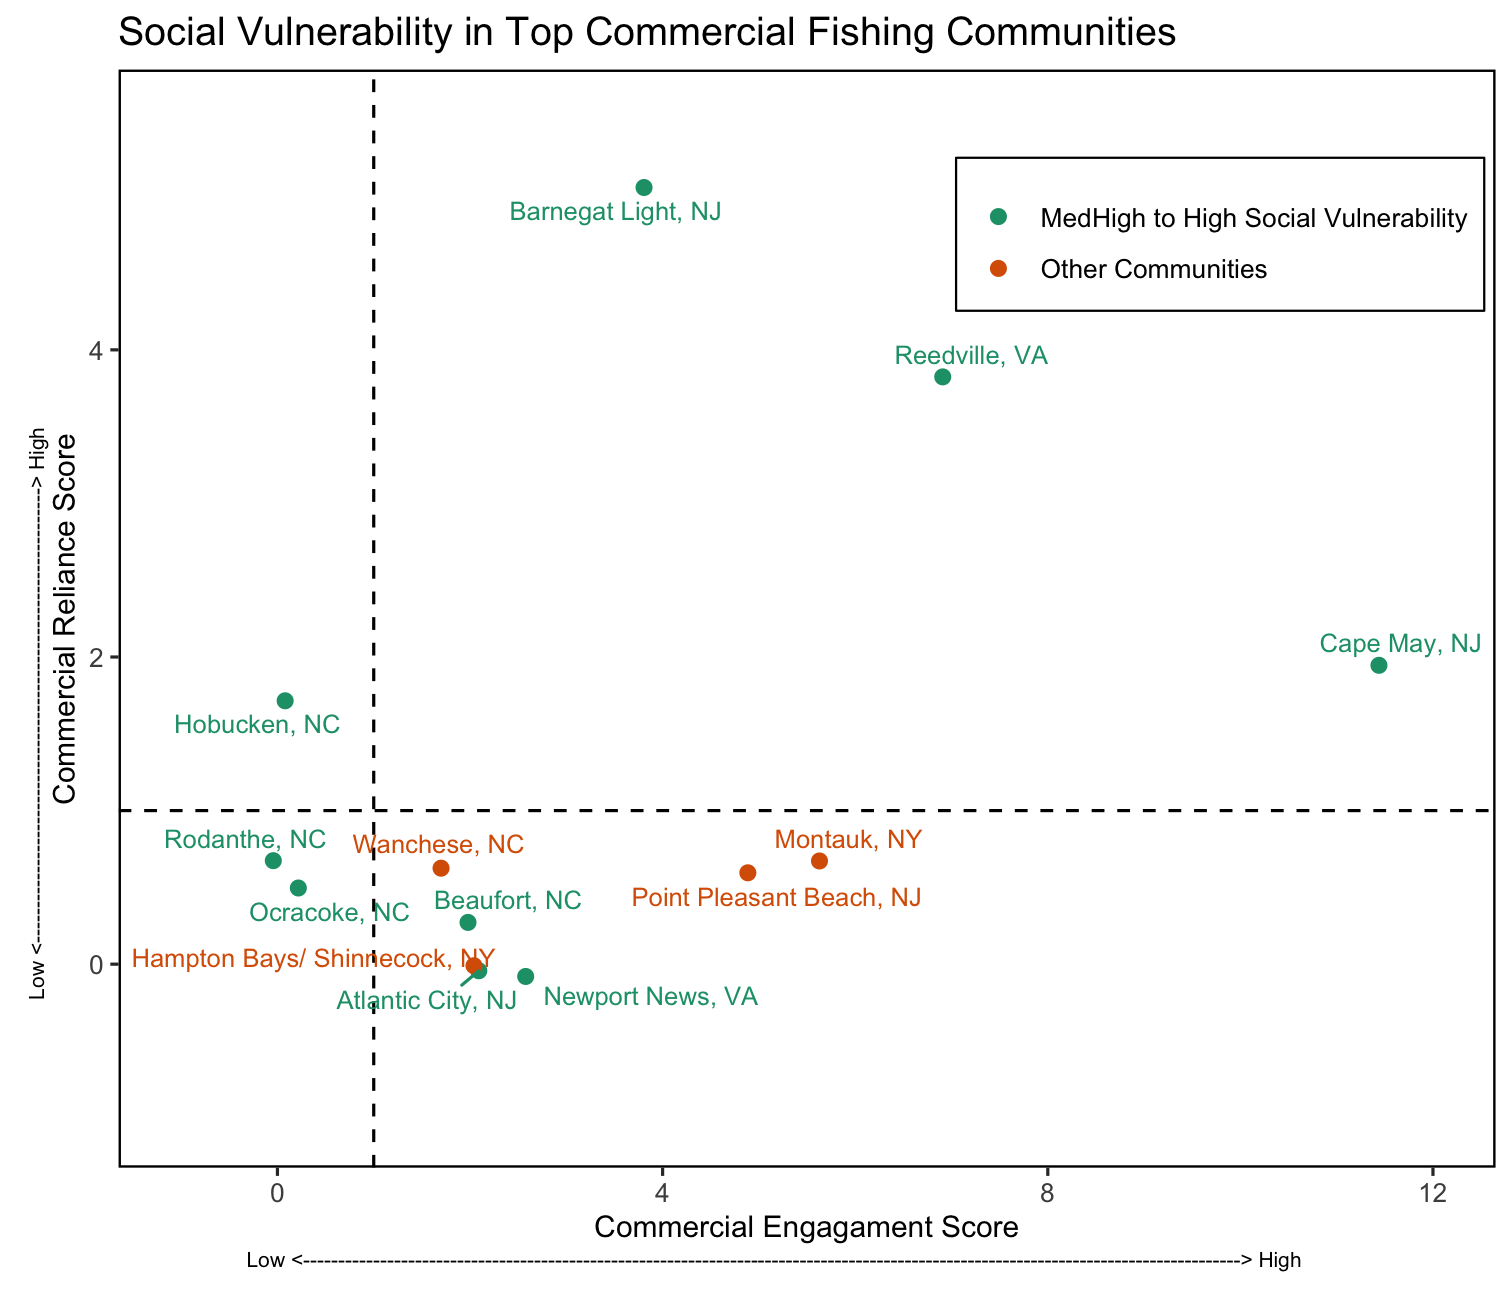 Social Vulnerability in Top Commercial Fishing Communities
Barnegat Light, NJ
MedHigh to High Social Vulnerability
Other Communities
Reedville, VA
4
Cape May, NJ
2
Hobucken, NC
Rodanthe, NC
Wanchese, NC
Montauk, NY
Point Pleasant Beach, NJ
Beaufort, NC
Ocracoke, NC
Hampton Bays/ Shinnecock, NY
0
Atlantic City, NJ
Newport News, VA
Commercial Reliance Score
Low <---------------------------------------------------------------------> High
0 4 8 12
Commercial Engagament Score
Low <--------------------------------------------------------------------------------------------------------------------------------------> High